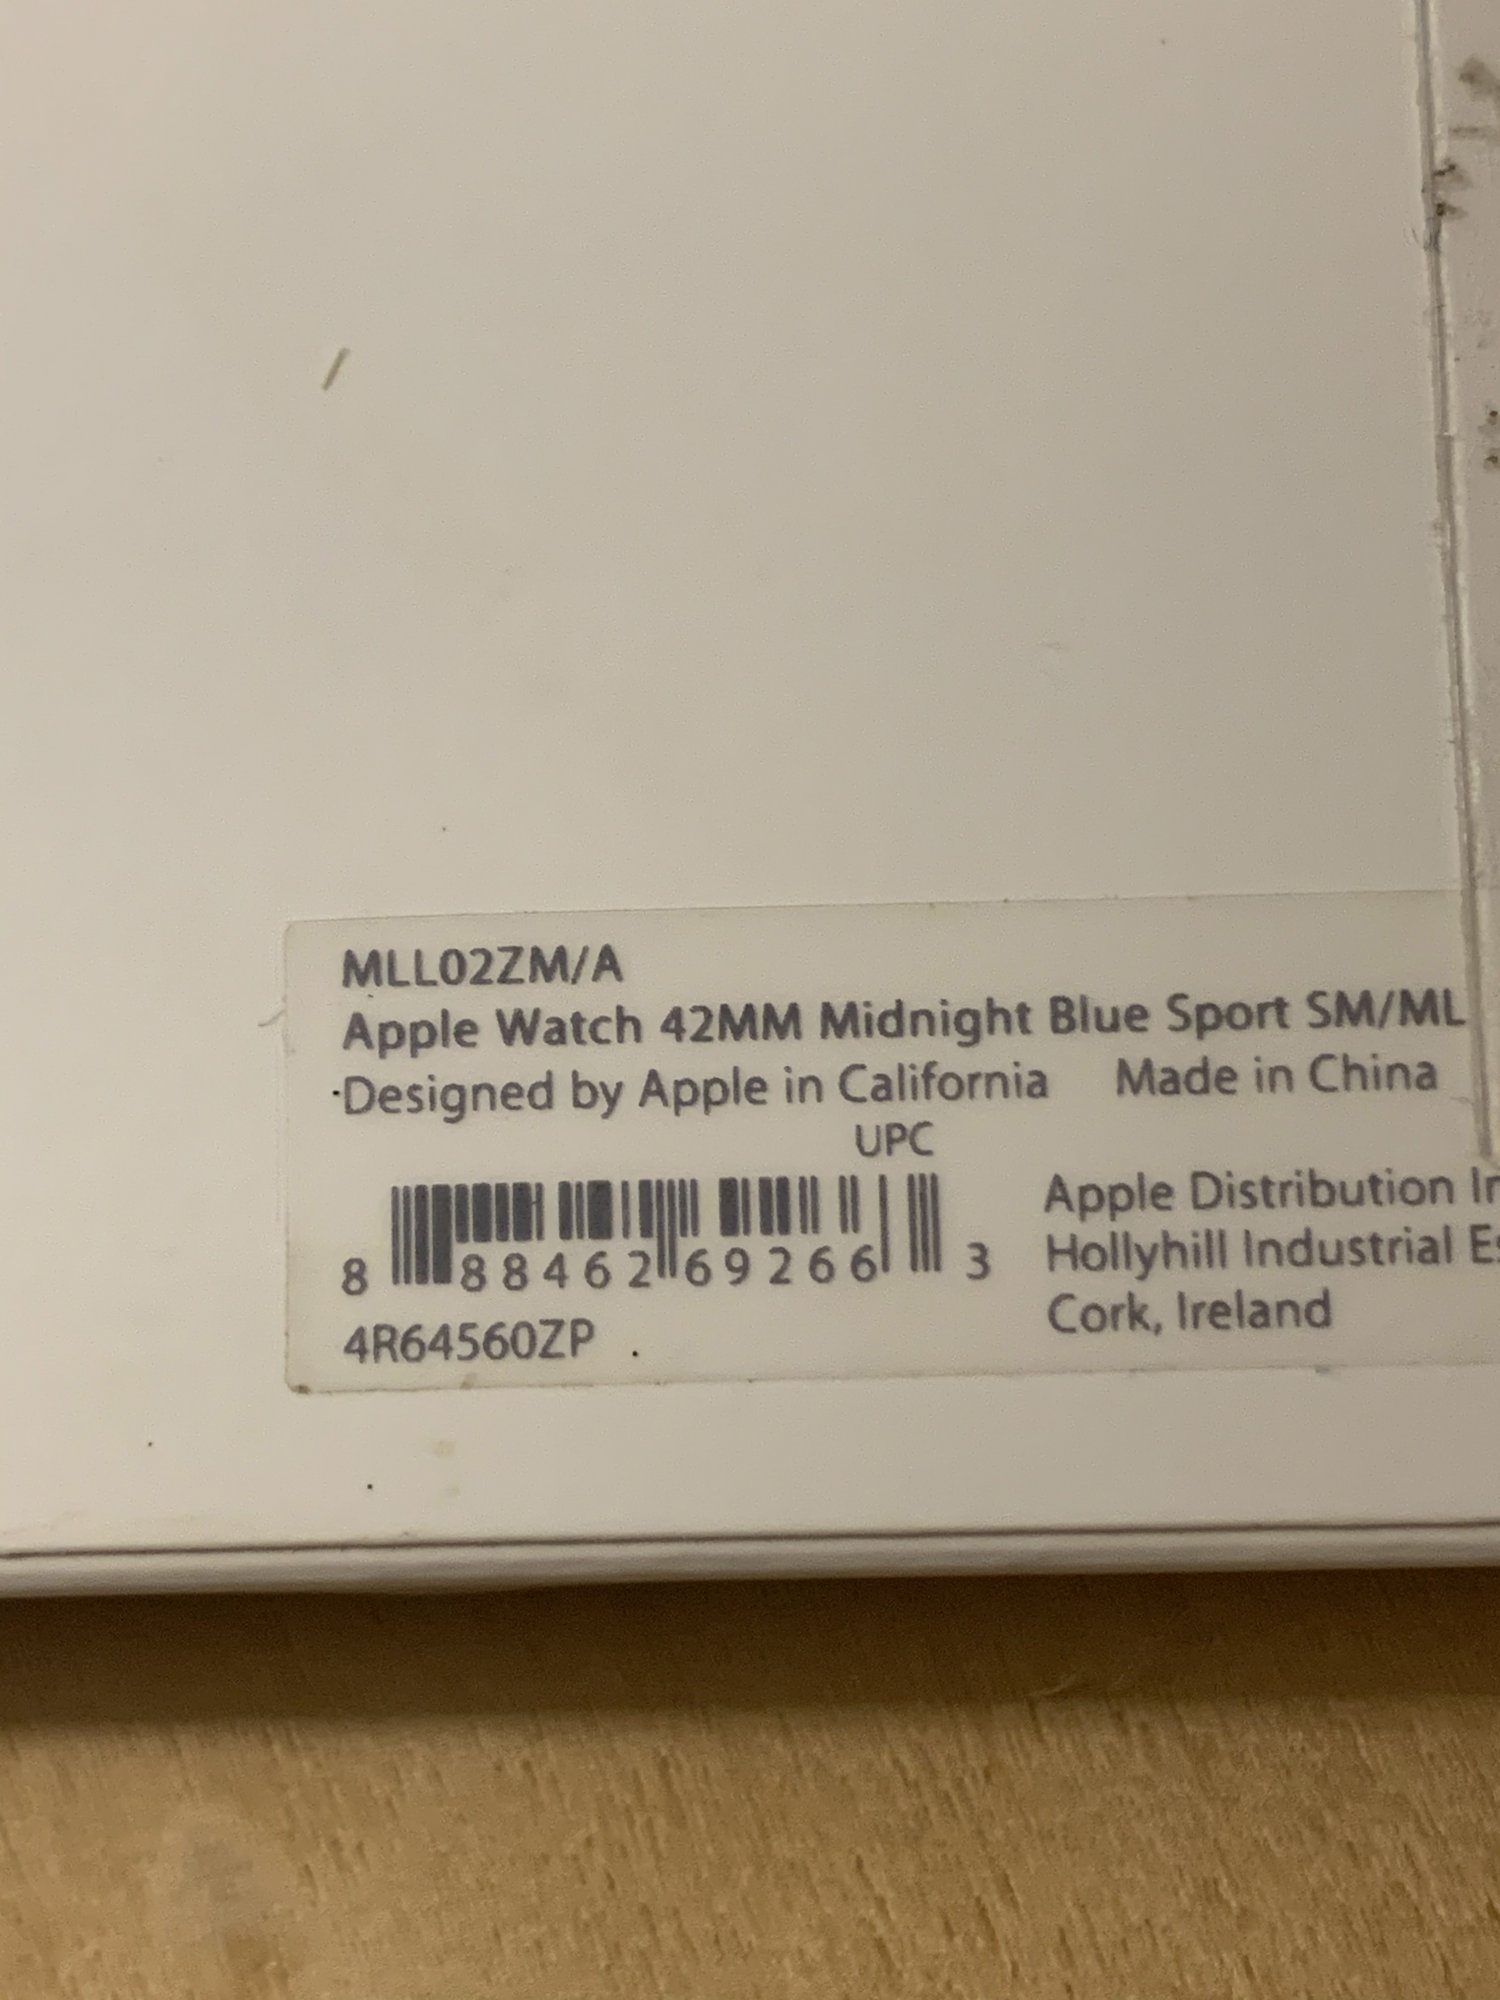 MLL02ZM/A
Apple Watch 42MM Midnight Blue Sport SM/ML
Designed by Apple in California Made in China
UPC
8 88462 69266 3
4R64560ZP
Apple Distribution
Hollyhill Industrial
Cork, Ireland